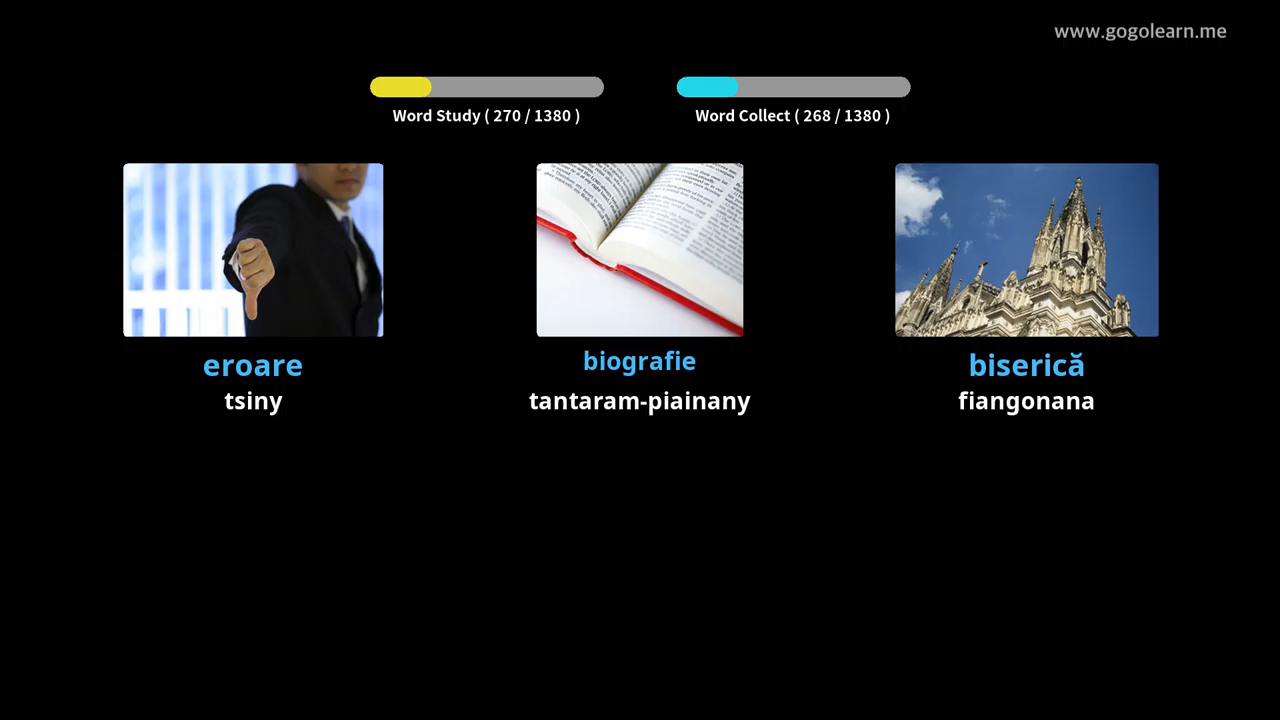 www.gogolearn.me
Word Study ( 270 / 1380 )
Word Collect ( 268 / 1380 )
eroare
tsiny
biografie
tantaram-piainany
biserică
fiangonana